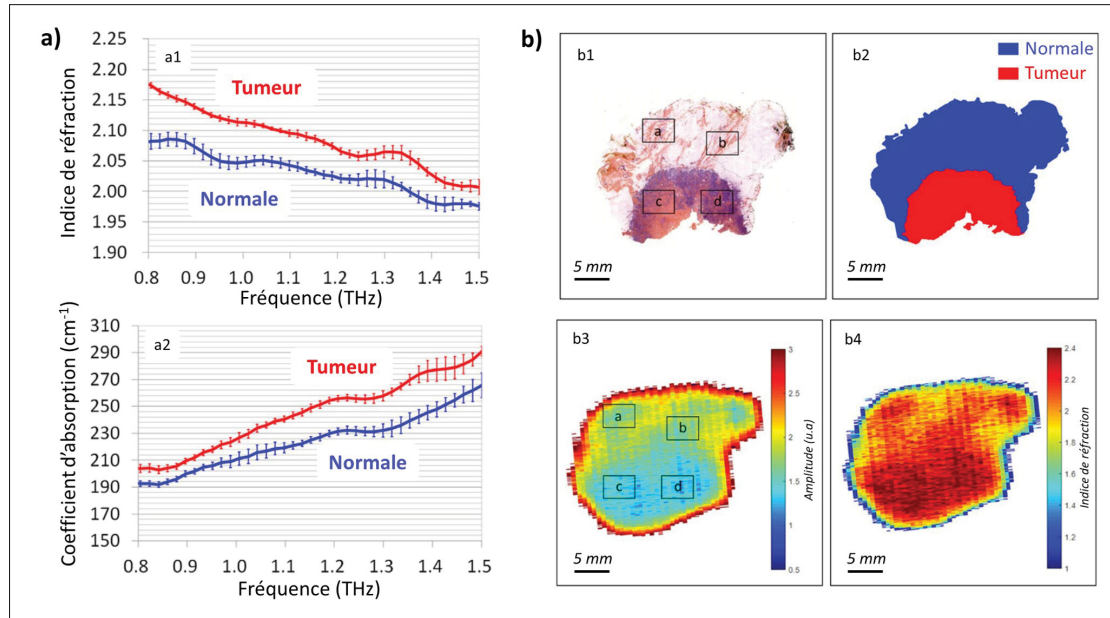 a)
a1
2.25
2.20
2.15
2.10
2.05
2.00
1.95
1.90
Indice de réfraction
Tumeur
Normale
0.8 0.9 1.0 1.1 1.2 1.3 1.4 1.5
Fréquence (THz)
a2
310
290
270
250
230
210
190
170
150
Coefficient d'absorption (cm⁻¹)
Tumeur
Normale
0.8 0.9 1.0 1.1 1.2 1.3 1.4 1.5
Fréquence (THz)
b)
b1
a
b
c
d
5 mm
b2
Normale
Tumeur
5 mm
b3
a
b
c
d
5 mm
3
2.5
2
1.5
1
0.5
Amplitude (u.a)
b4
5 mm
2.4
2.2
2
1.8
1.6
1.4
1.2
1
Indice de réfraction